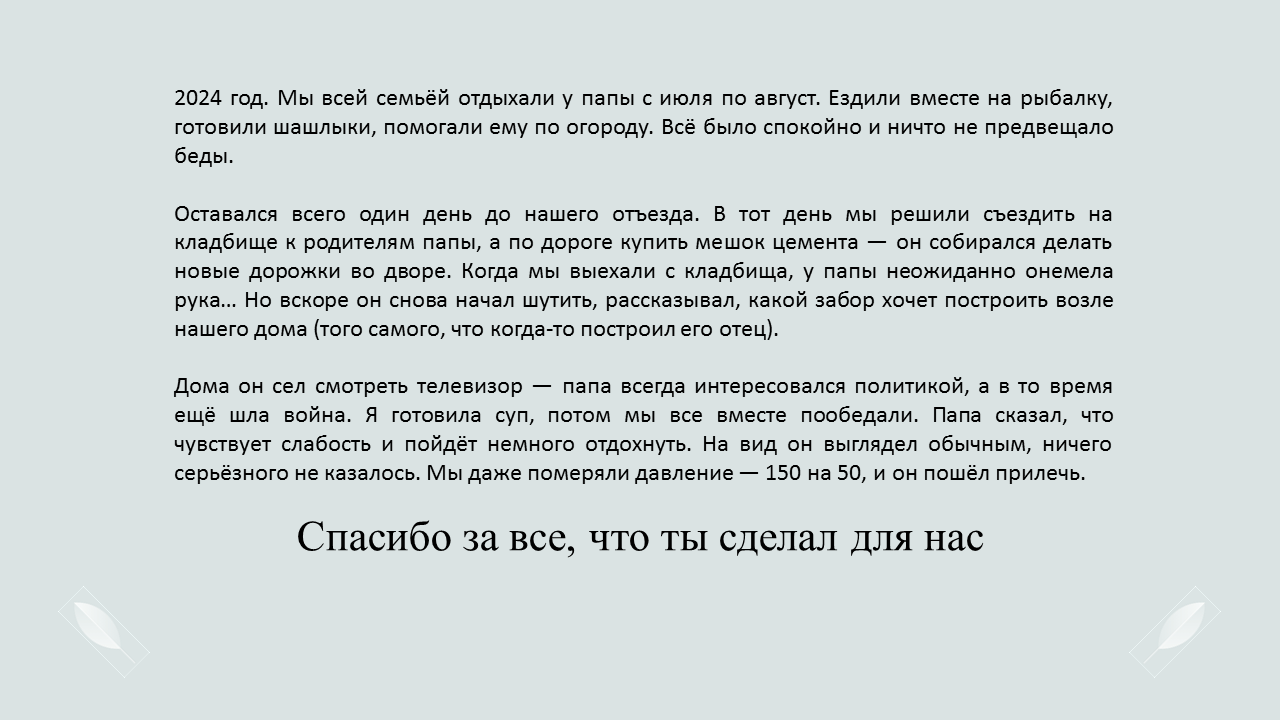 2024 год. Мы всей семьёй отдыхали у папы с июля по август. Ездили вместе на рыбалку,
готовили шашлыки, помогали ему по огороду. Всё было спокойно и ничто не предвещало
беды.
Оставался всего один день до нашего отъезда. В тот день мы решили съездить на
кладбище к родителям папы, а по дороге купить мешок цемента — он собирался делать
новые дорожки во дворе. Когда мы выехали с кладбища, у папы неожиданно онемела
рука... Но вскоре он снова начал шутить, рассказывал, какой забор хочет построить возле
нашего дома (того самого, что когда-то построил его отец).
Дома он сел смотреть телевизор — папа всегда интересовался политикой, а в то время
ещё шла война. Я готовила суп, потом мы все вместе пообедали. Папа сказал, что
чувствует слабость и пойдёт немного отдохнуть. На вид он выглядел обычным, ничего
серьёзного не казалось. Мы даже померяли давление — 150 на 50, и он пошёл прилечь.
Спасибо за все, что ты сделал для нас